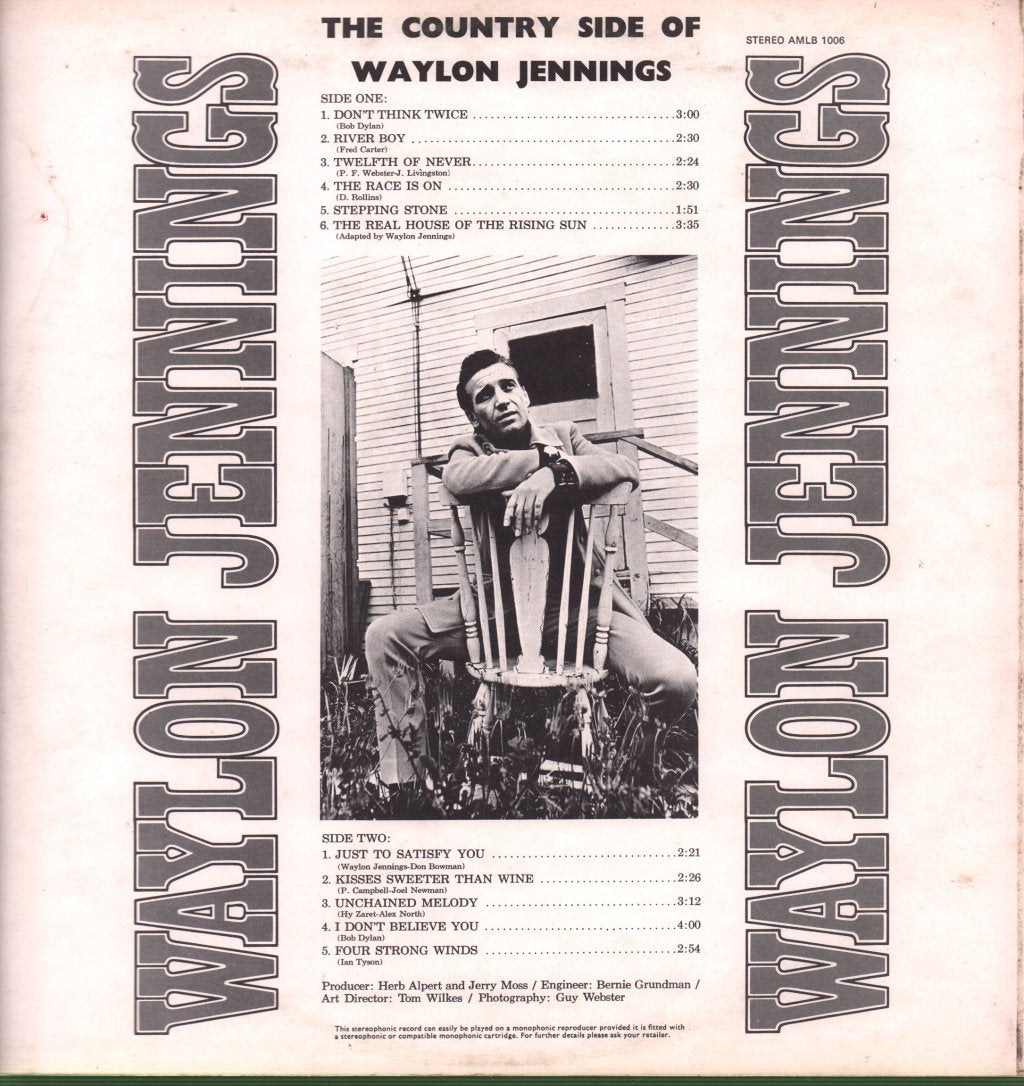 THE COUNTRY SIDE OF
WAYLON JENNINGS
STEREO AMLB 1006
WAYLON JENNINGS
SIDE ONE:
1. DON'T THINK TWICE ................................3:00
(Bob Dylan)
2. RIVER BOY ..........................................2:30
(Fred Carter)
3. TWELFTH OF NEVER................................2:24
(P. F. Webster-J. Livingston)
4. THE RACE IS ON ....................................2:30
(D. Rollins)
5. STEPPING STONE ...................................1:51
6. THE REAL HOUSE OF THE RISING SUN .............3:35
(Adapted by Waylon Jennings)
SIDE TWO:
1. JUST TO SATISFY YOU .............................2:21
(Waylon Jennings-Don Bowman)
2. KISSES SWEETER THAN WINE ......................2:26
(P. Campbell-Joel Newman)
3. UNCHAINED MELODY ..............................3:12
(Hy Zaret-Alex North)
4. I DON'T BELIEVE YOU ..............................4:00
(Bob Dylan)
5. FOUR STRONG WINDS ..............................2:54
(Ian Tyson)
Producer: Herb Alpert and Jerry Moss / Engineer: Bernie Grundman /
Art Director: Tom Wilkes / Photography: Guy Webster
This stereophonic record can easily be played on a monophonic reproducer provided it is fitted with
a stereophonic or compatible monophonic cartridge. For further details please ask your retailer.
WAYLON JENNINGS